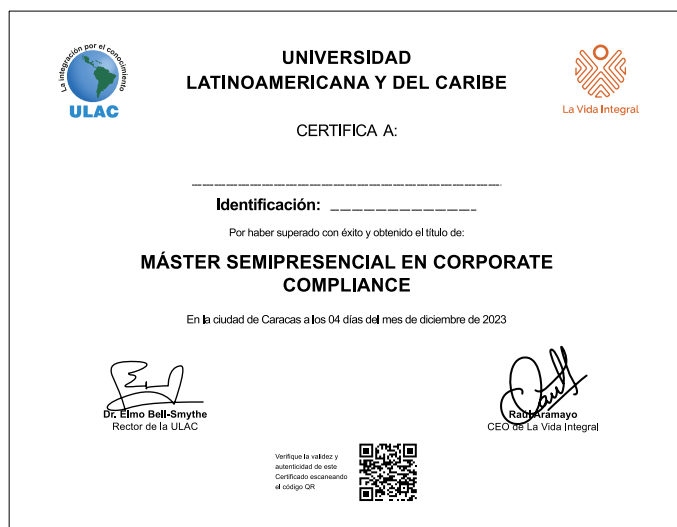 La integración por el conocimiento
ULAC
UNIVERSIDAD
LATINOAMERICANA Y DEL CARIBE
La Vida Integral
CERTIFICA A:
Identificación:
Por haber superado con éxito y obtenido el título de:
MÁSTER SEMIPRESENCIAL EN CORPORATE
COMPLIANCE
En la ciudad de Caracas a los 04 días del mes de diciembre de 2023
Dr. Elmo Bell-Smythe
Rector de la ULAC
Raúl Aramayo
CEO de La Vida Integral
Verifique la validez y
autenticidad de este
Certificado escaneando
el código QR